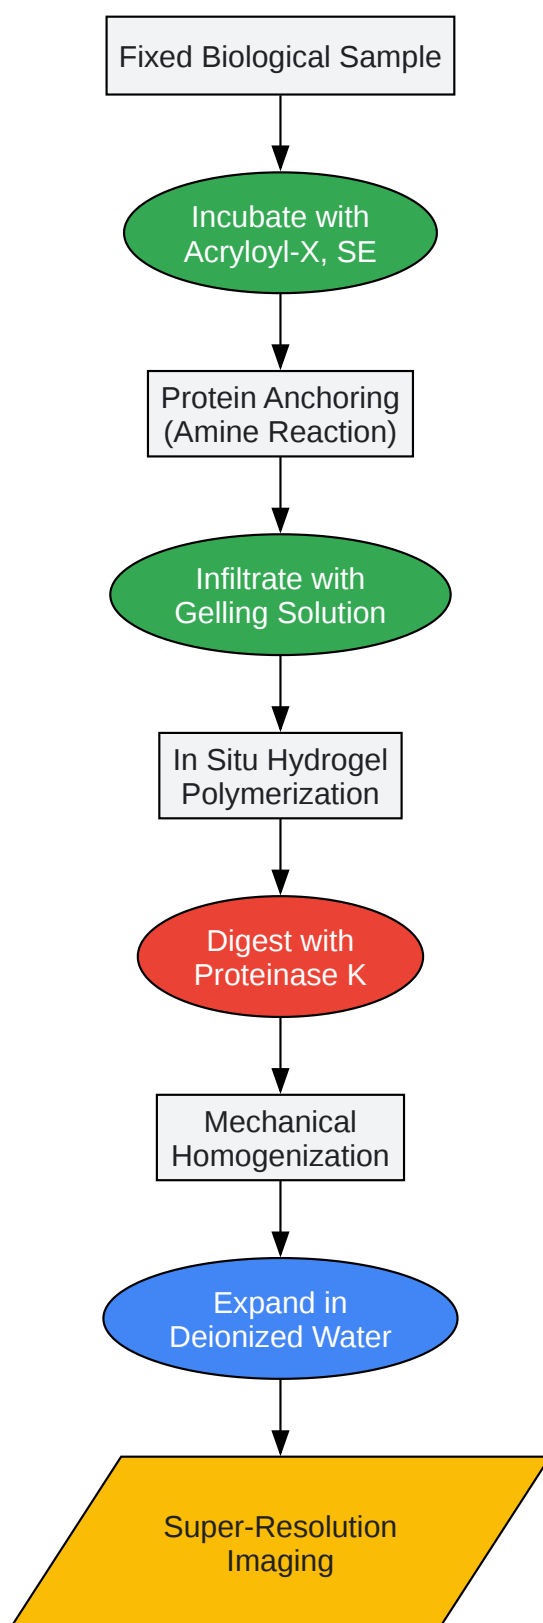 Fixed Biological Sample
Incubate with
Acryloyl-X, SE
Protein Anchoring
(Amine Reaction)
Infiltrate with
Gelling Solution
In Situ Hydrogel
Polymerization
Digest with
Proteinase K
Mechanical
Homogenization
Expand in
Deionized Water
Super-Resolution
Imaging